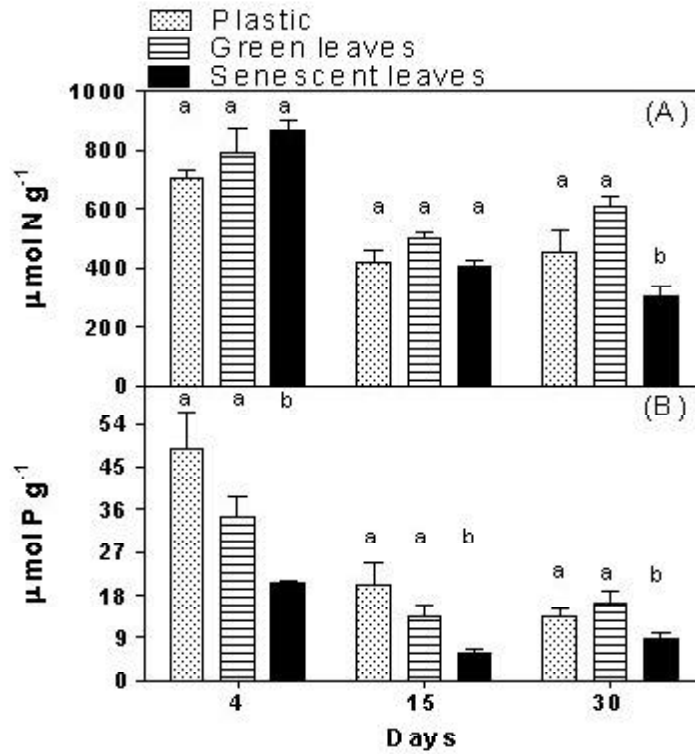 Plastic
Green leaves
Senescent leaves
1000
800
600
400
200
0
µmol N g⁻¹
(A)
a a a
a a a
a a b
54
45
36
27
18
9
0
µmol P g⁻¹
(B)
a a b
a a b
a a b
4 15 30
Days